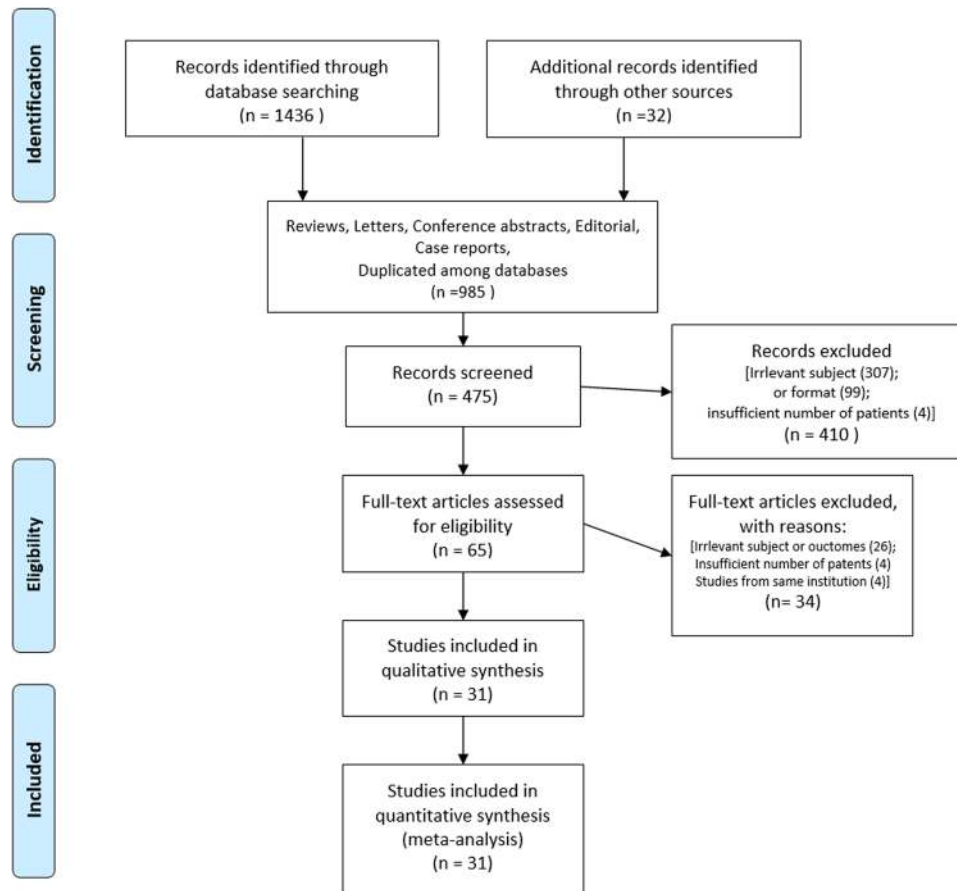 Identification
Records identified through
database searching
(n = 1436 )
Additional records identified
through other sources
(n =32)
Reviews, Letters, Conference abstracts, Editorial,
Case reports,
Duplicated among databases
(n =985 )
Screening
Records screened
(n = 475)
Records excluded
[Irrlevant subject (307);
or format (99);
insufficient number of patients (4)]
(n = 410 )
Eligibility
Full-text articles assessed
for eligibility
(n = 65)
Full-text articles excluded,
with reasons:
[Irrlevant subject or ouctomes (26);
Insufficient number of patents (4)
Studies from same institution (4)]
(n= 34)
Studies included in
qualitative synthesis
(n = 31)
Included
Studies included in
quantitative synthesis
(meta-analysis)
(n = 31)